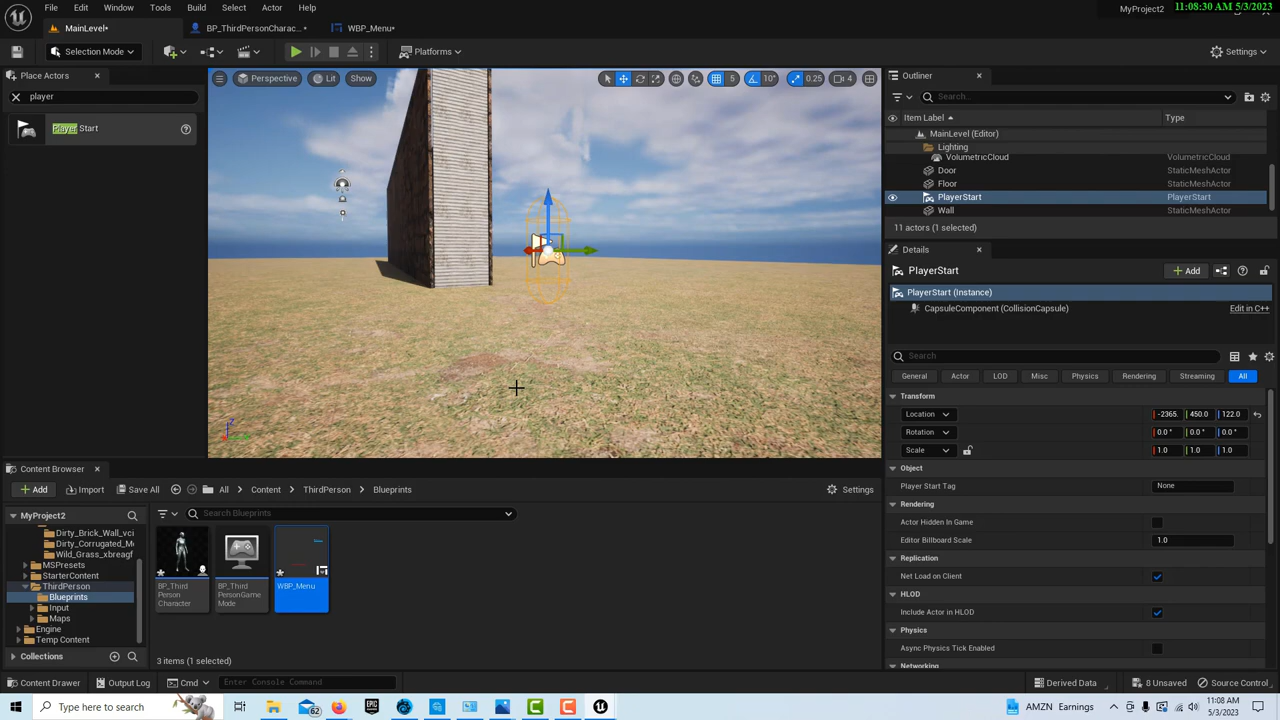 File Edit Window Tools Build Select Actor Help
MyProject2
11:08:30 AM 5/3/2023
MainLevel*
BP_ThirdPersonCharac...*
WBP_Menu*
Selection Mode
Platforms
Settings
Place Actors
player
Player Start
Perspective Lit Show
5 10° 0.25 4
Outliner
Search...
Item Label Type
MainLevel (Editor)
Lighting
VolumetricCloud VolumetricCloud
Door StaticMeshActor
Floor StaticMeshActor
PlayerStart PlayerStart
Wall StaticMeshActor
11 actors (1 selected)
Details
PlayerStart
Add
PlayerStart (Instance)
CapsuleComponent (CollisionCapsule) Edit in C++
Search
General Actor LOD Misc Physics Rendering Streaming All
Transform
Location -2365. 450.0 122.0
Rotation 0.0 ° 0.0 ° 0.0 °
Scale 1.0 1.0 1.0
Object
Player Start Tag None
Rendering
Actor Hidden In Game
Editor Billboard Scale 1.0
Replication
Net Load on Client
HLOD
Include Actor in HLOD
Physics
Async Physics Tick Enabled
Networking
Content Browser
Add Import Save All All Content ThirdPerson Blueprints Settings
MyProject2
Search Blueprints
Dirty_Brick_Wall_vci
Dirty_Corrugated_Me
Wild_Grass_xbreagf
MSPresets
StarterContent
ThirdPerson
Blueprints
Input
Maps
Engine
Temp Content
Collections
BP_Third
Person
Character
BP_Third
PersonGame
Mode
WBP_Menu
3 items (1 selected)
Content Drawer Output Log Cmd Enter Console Command
Derived Data 8 Unsaved Source Control
Type here to search
62
EPIC
AMZN Earnings
11:08 AM
5/3/2023